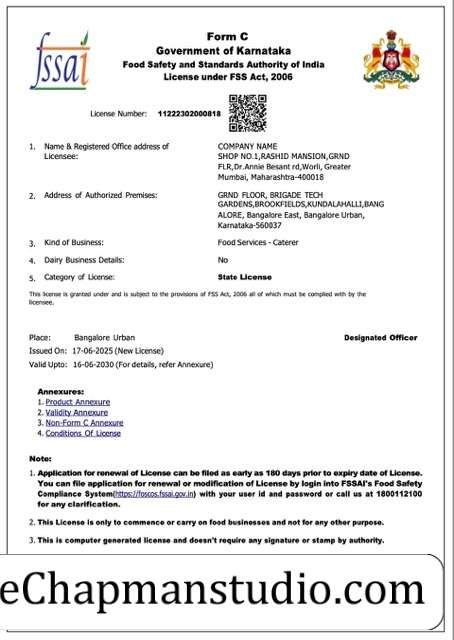 fssai
Form C
Government of Karnataka
Food Safety and Standards Authority of India
License under FSS Act, 2006
License Number: 11222302000818
1. Name & Registered Office address of Licensee: COMPANY NAME
SHOP NO.1,RASHID MANSION,GRND
FLR,Dr.Annie Besant rd,Worli, Greater
Mumbai, Maharashtra-400018
2. Address of Authorized Premises: GRND FLOOR, BRIGADE TECH
GARDENS,BROOKFIELDS,KUNDALAHALLI,BANG
ALORE, Bangalore East, Bangalore Urban,
Karnataka-560037
3. Kind of Business: Food Services - Caterer
4. Dairy Business Details: No
5. Category of License: State License
This license is granted under and is subject to the provisions of FSS Act, 2006 all of which must be complied with by the
licensee.
Place: Bangalore Urban Designated Officer
Issued On: 17-06-2025 (New License)
Valid Upto: 16-06-2030 (For details, refer Annexure)
Annexures:
1. Product Annexure
2. Validity Annexure
3. Non-Form C Annexure
4. Conditions Of License
Note:
1. Application for renewal of License can be filed as early as 180 days prior to expiry date of License.
You can file application for renewal or modification of License by login into FSSAI's Food Safety
Compliance System(https://foscos.fssai.gov.in) with your user id and password or call us at 1800112100
for any clarification.
2. This License is only to commence or carry on food businesses and not for any other purpose.
3. This is computer generated license and doesn't require any signature or stamp by authority.
eChapmanstudio.com